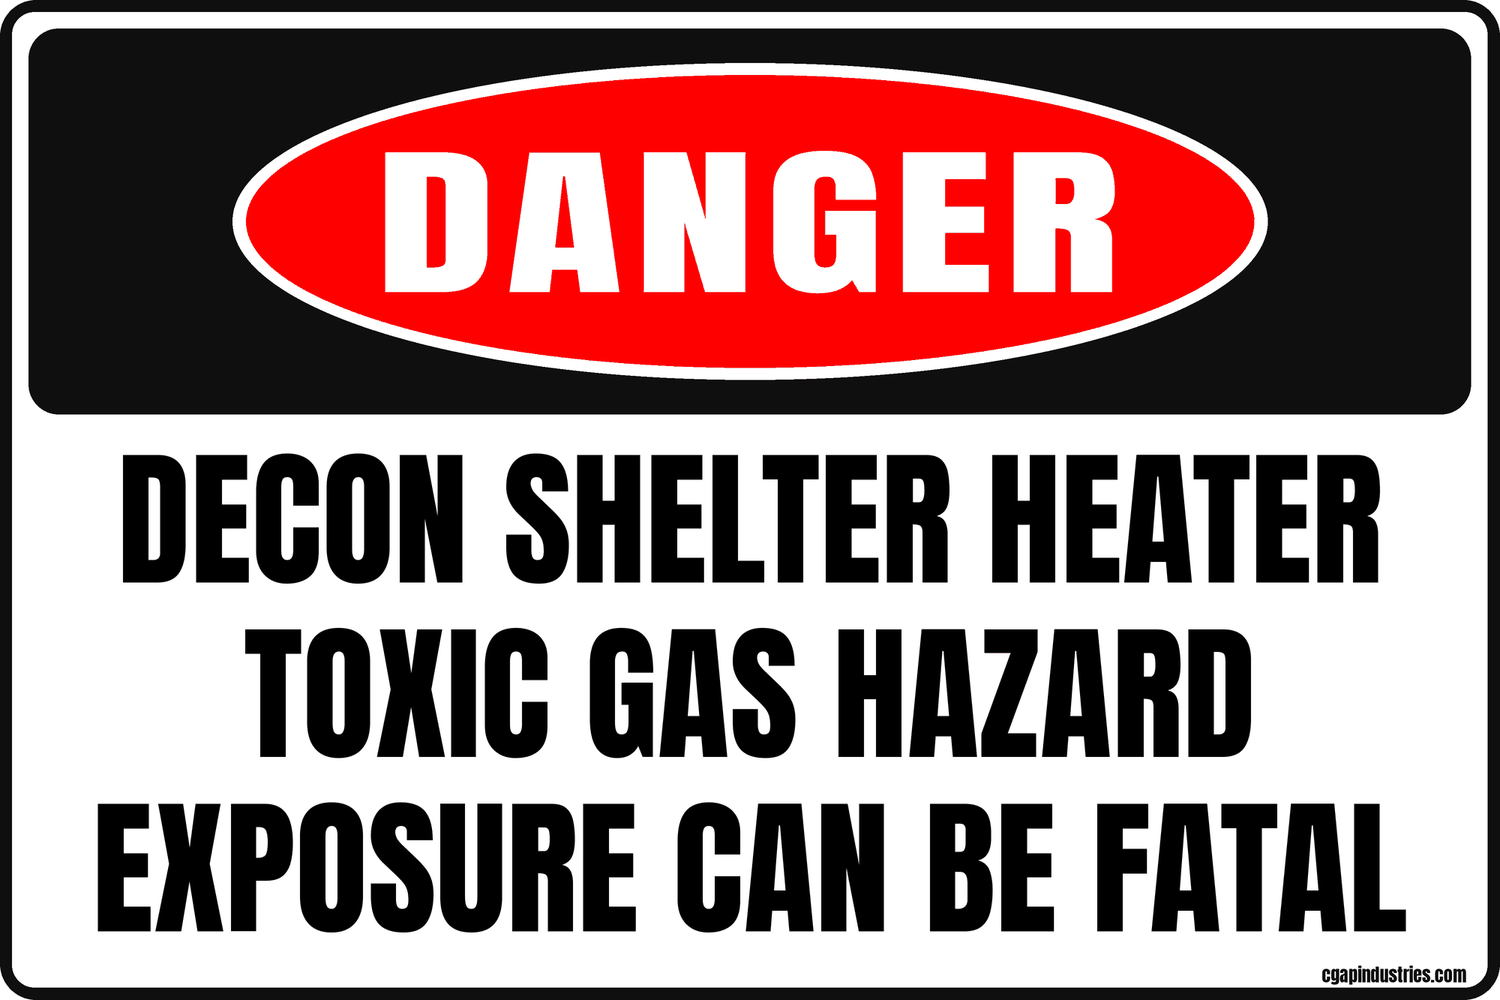 DANGER
DECON SHELTER HEATER
TOXIC GAS HAZARD
EXPOSURE CAN BE FATAL
cgapindustries.com